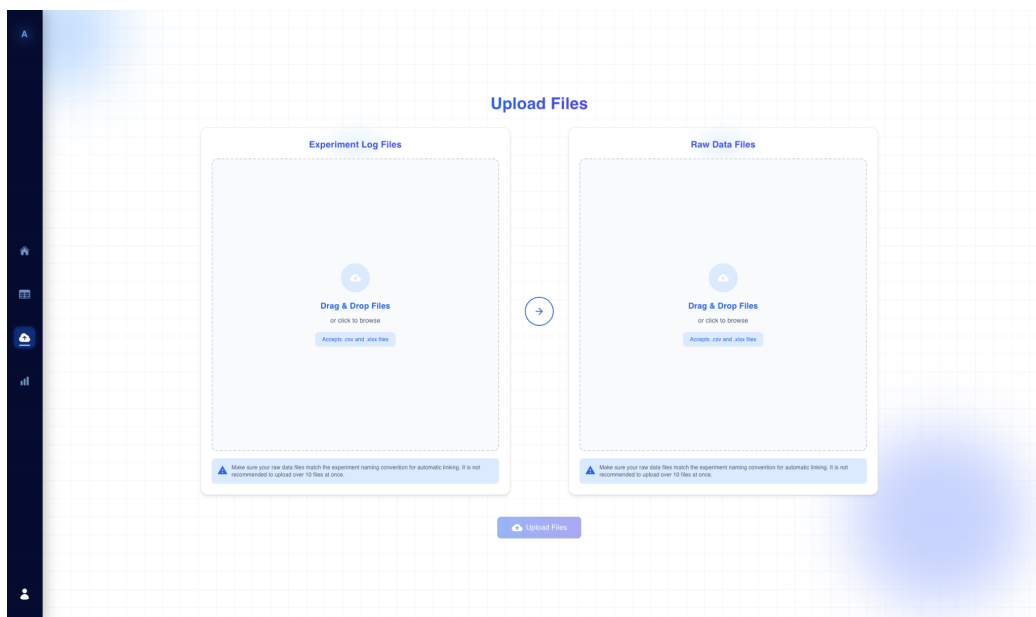 A
Upload Files
Experiment Log Files
Drag & Drop Files
or click to browse
Accepts .csv and .xlsx files
Make sure your raw data files match the experiment naming convention for automatic linking. It is not
recommended to upload over 10 files at once.
Raw Data Files
Drag & Drop Files
or click to browse
Accepts .csv and .xlsx files
Make sure your raw data files match the experiment naming convention for automatic linking. It is not
recommended to upload over 10 files at once.
Upload Files